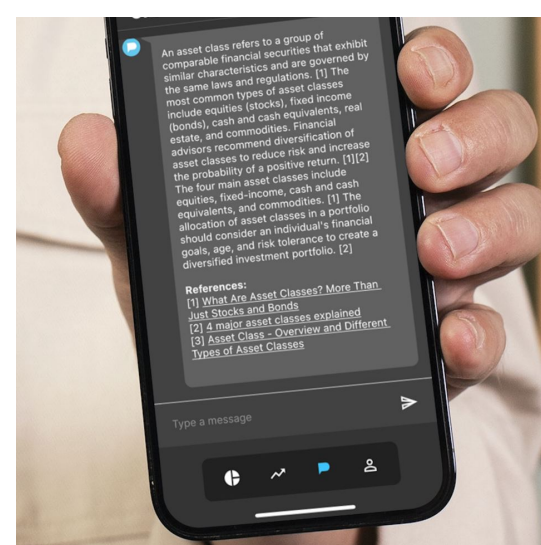 An asset class refers to a group of
comparable financial securities that exhibit
similar characteristics and are governed by
the same laws and regulations. [1] The
most common types of asset classes
include equities (stocks), fixed income
(bonds), cash and cash equivalents, real
estate, and commodities. Financial
advisors recommend diversification of
asset classes to reduce risk and increase
the probability of a positive return. [1][2]
The four main asset classes include
equities, fixed-income, cash and cash
equivalents, and commodities. [1] The
allocation of asset classes in a portfolio
should consider an individual's financial
goals, age, and risk tolerance to create a
diversified investment portfolio. [2]
References:
[1] What Are Asset Classes? More Than
Just Stocks and Bonds
[2] 4 major asset classes explained
[3] Asset Class - Overview and Different
Types of Asset Classes
Type a message